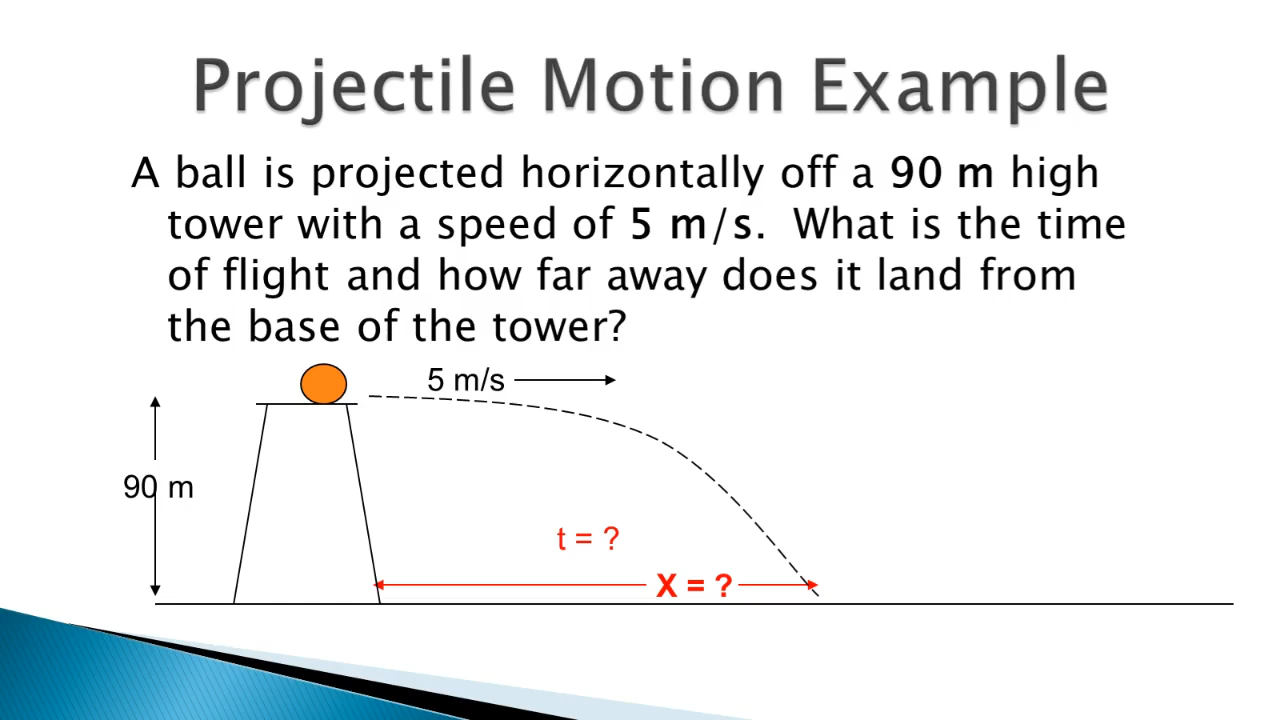 Projectile Motion Example
A ball is projected horizontally off a 90 m high
tower with a speed of 5 m/s.  What is the time
of flight and how far away does it land from
the base of the tower?
5 m/s
90 m
t = ?
X = ?